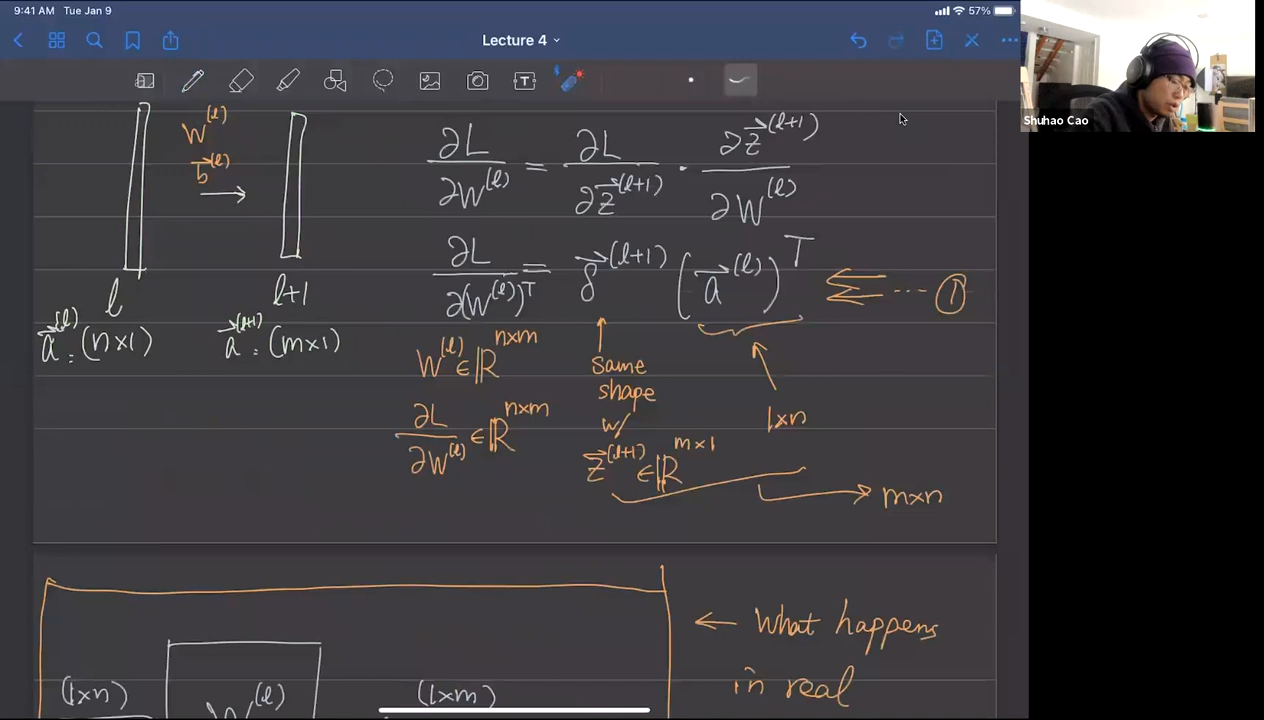 9:41 AM Tue Jan 9
57%
Lecture 4
Shuhao Cao
W^(l)
b⃗^(l)
→
l
l+1
a⃗^(l) : (n×1)
a⃗^(l+1) : (m×1)
∂L/∂W^(l) = ∂L/∂z⃗^(l+1) · ∂z⃗^(l+1)/∂W^(l)
∂L/∂(W^(l))^T = δ⃗^(l+1) (a⃗^(l))^T ⇐ ··· ①
W^(l) ∈ ℝ^(n×m)
∂L/∂W^(l) ∈ ℝ^(n×m)
Same
shape
w/
z⃗^(l+1) ∈ ℝ^(m×1)
1×n
→ m×n
← What happens
in real
(1×n)
W^(l)
(1×m)